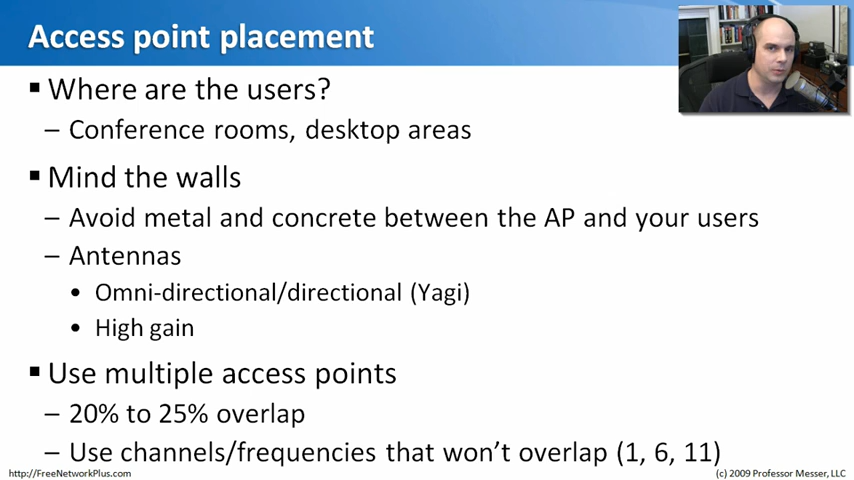 Access point placement
▪ Where are the users?
– Conference rooms, desktop areas
▪ Mind the walls
– Avoid metal and concrete between the AP and your users
– Antennas
• Omni-directional/directional (Yagi)
• High gain
▪ Use multiple access points
– 20% to 25% overlap
– Use channels/frequencies that won't overlap (1, 6, 11)
http://FreeNetworkPlus.com
(c) 2009 Professor Messer, LLC